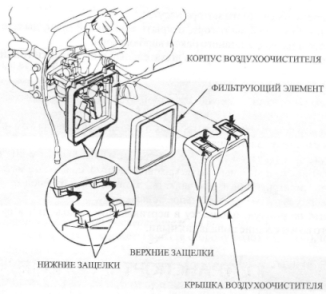 КОРПУС ВОЗДУХООЧИСТИТЕЛЯ
ФИЛЬТРУЮЩИЙ ЭЛЕМЕНТ
ВЕРХНИЕ ЗАЩЕЛКИ
НИЖНИЕ ЗАЩЕЛКИ
КРЫШКА ВОЗДУХООЧИСТИТЕЛЯ